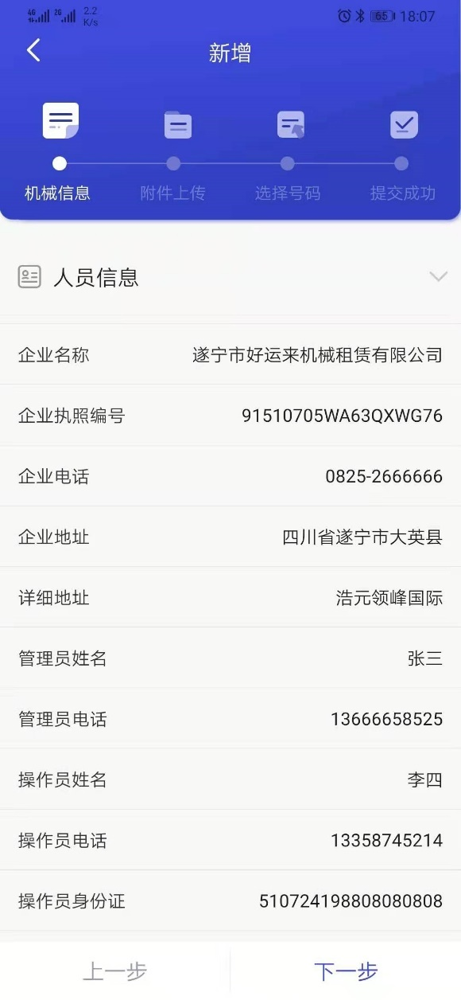 4G 2G 2.2 K/s 65 18:07
新增
机械信息 附件上传 选择号码 提交成功
人员信息
企业名称 遂宁市好运来机械租赁有限公司
企业执照编号 91510705WA63QXWG76
企业电话 0825-2666666
企业地址 四川省遂宁市大英县
详细地址 浩元领峰国际
管理员姓名 张三
管理员电话 13666658525
操作员姓名 李四
操作员电话 13358745214
操作员身份证 510724198808080808
上一步 下一步